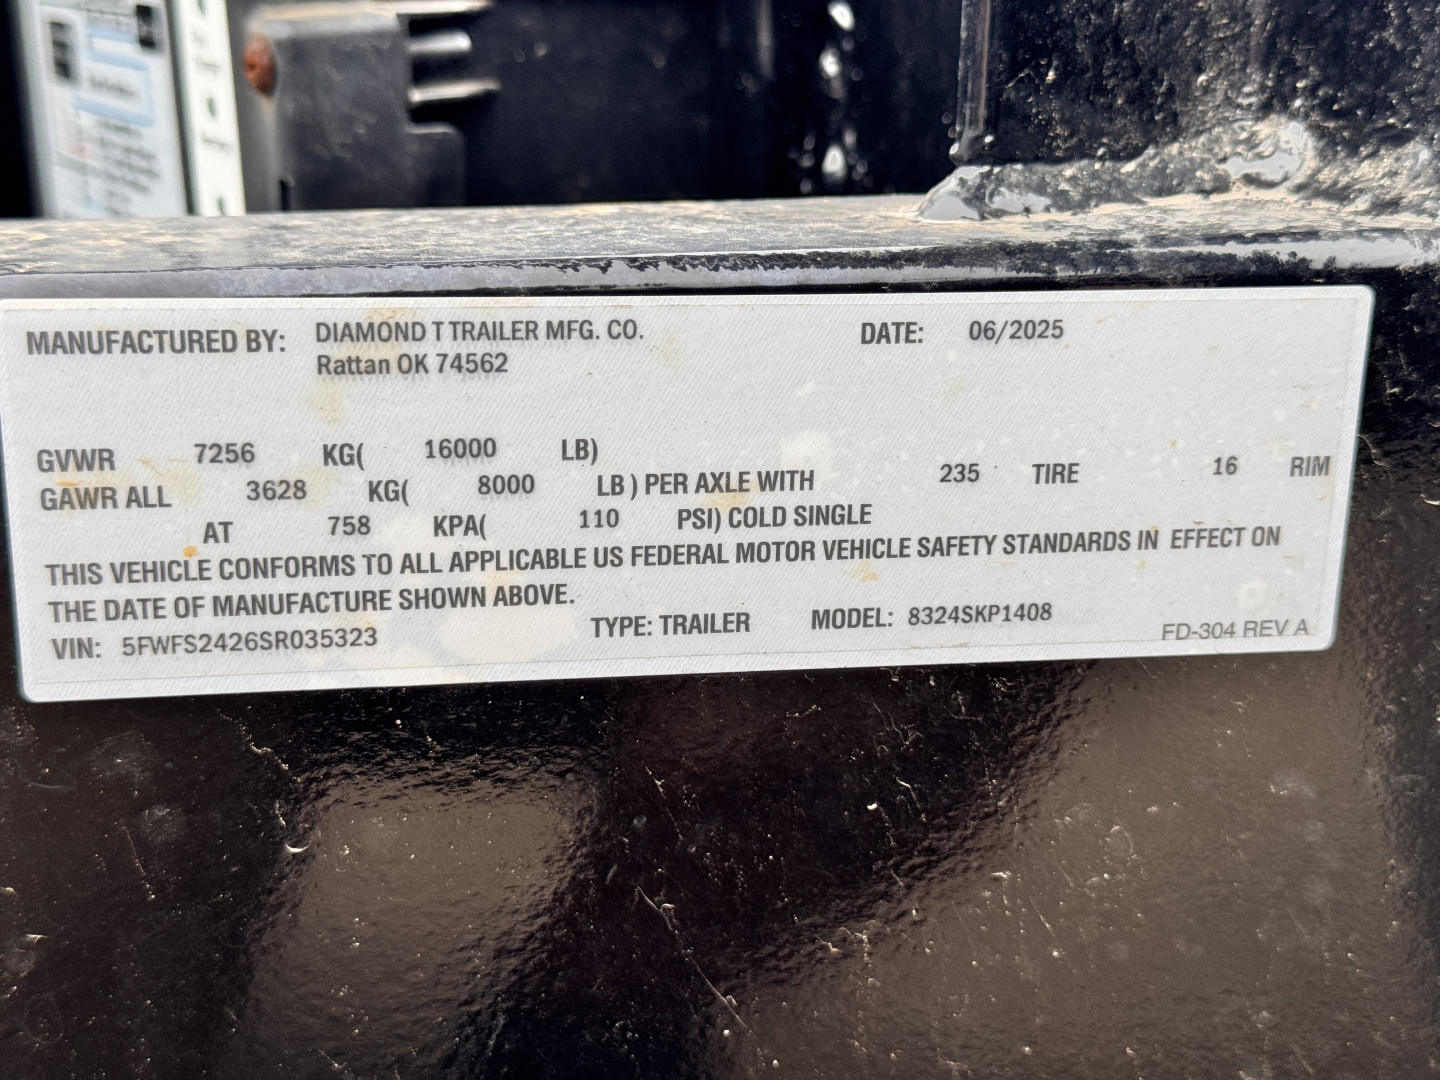 MANUFACTURED BY: DIAMOND T TRAILER MFG. CO. DATE: 06/2025
Rattan OK 74562
GVWR 7256 KG( 16000 LB)
GAWR ALL 3628 KG( 8000 LB ) PER AXLE WITH 235 TIRE 16 RIM
AT 758 KPA( 110 PSI) COLD SINGLE
THIS VEHICLE CONFORMS TO ALL APPLICABLE US FEDERAL MOTOR VEHICLE SAFETY STANDARDS IN EFFECT ON
THE DATE OF MANUFACTURE SHOWN ABOVE.
VIN: 5FWFS2426SR035323 TYPE: TRAILER MODEL: 8324SKP1408
FD-304 REV A